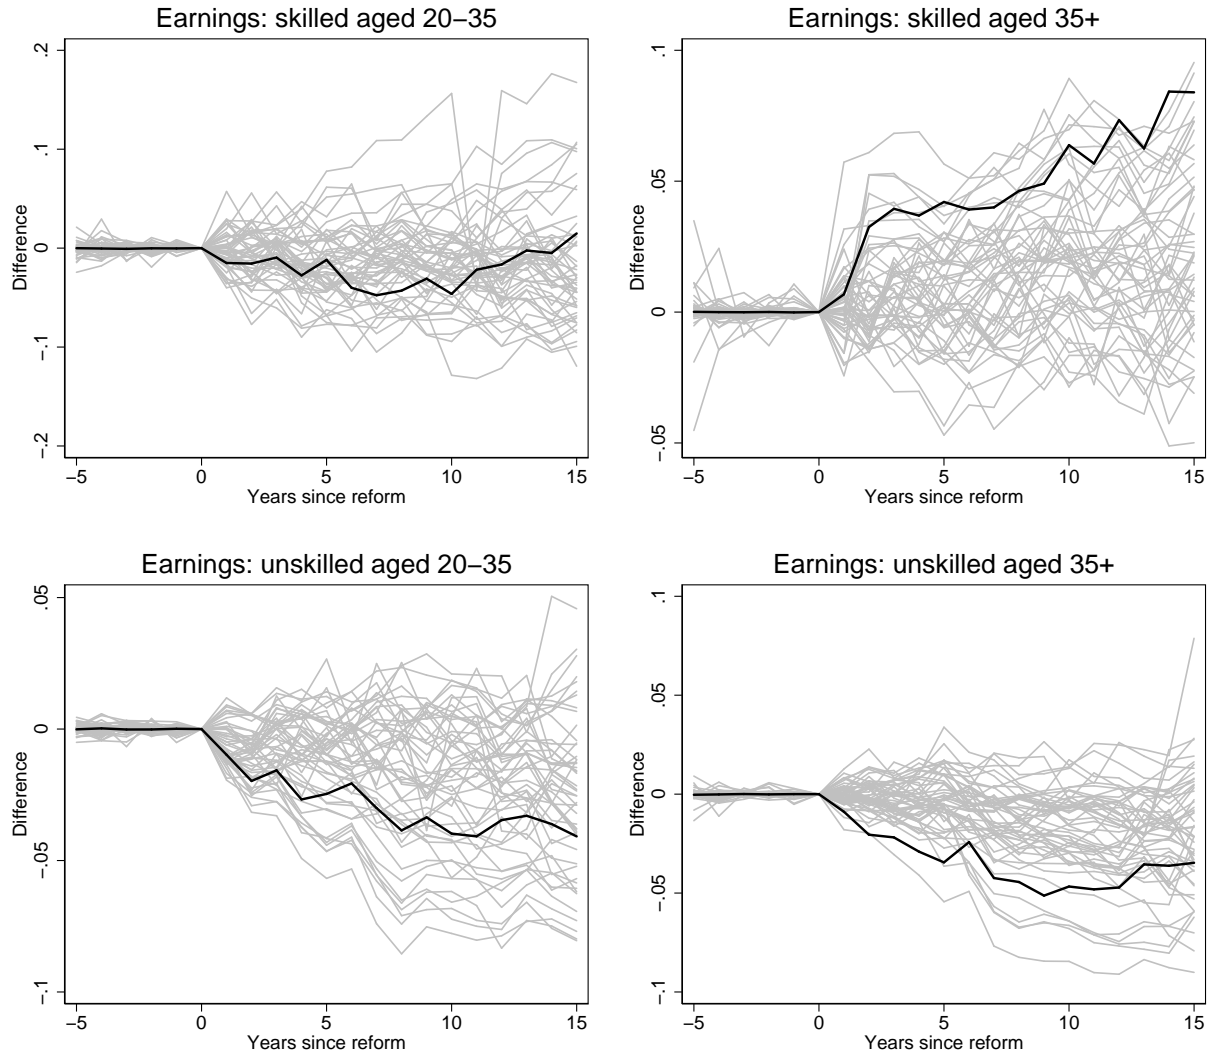 Earnings: skilled aged 20−35
.2
.1
0
−.1
−.2
Difference
−5 0 5 10 15
Years since reform
Earnings: skilled aged 35+
.1
.05
0
−.05
Difference
−5 0 5 10 15
Years since reform
Earnings: unskilled aged 20−35
.05
0
−.05
−.1
Difference
−5 0 5 10 15
Years since reform
Earnings: unskilled aged 35+
.1
.05
0
−.05
−.1
Difference
−5 0 5 10 15
Years since reform